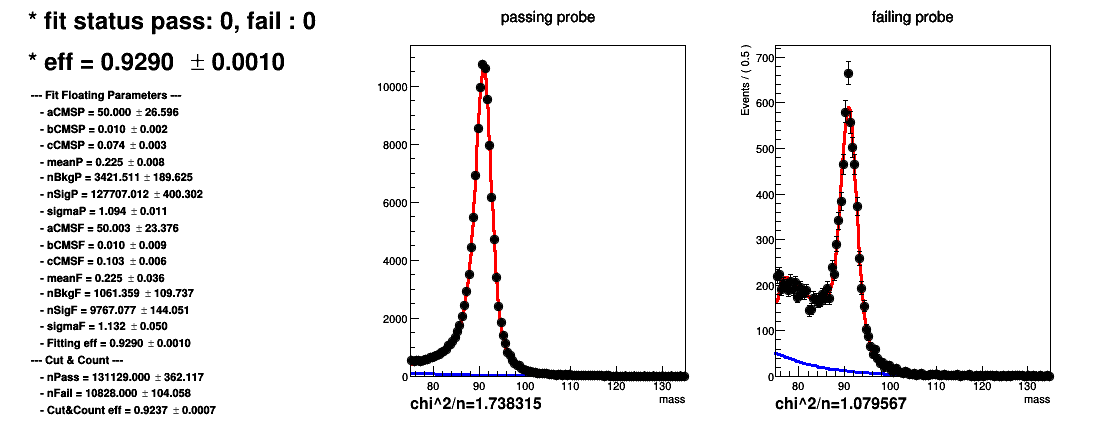 * fit status pass: 0, fail : 0
* eff = 0.9290 ± 0.0010
--- Fit Floating Parameters ---
- aCMSP = 50.000 ± 26.596
- bCMSP = 0.010 ± 0.002
- cCMSP = 0.074 ± 0.003
- meanP = 0.225 ± 0.008
- nBkgP = 3421.511 ± 189.625
- nSigP = 127707.012 ± 400.302
- sigmaP = 1.094 ± 0.011
- aCMSF = 50.003 ± 23.376
- bCMSF = 0.010 ± 0.009
- cCMSF = 0.103 ± 0.006
- meanF = 0.225 ± 0.036
- nBkgF = 1061.359 ± 109.737
- nSigF = 9767.077 ± 144.051
- sigmaF = 1.132 ± 0.050
- Fitting eff = 0.9290 ± 0.0010
--- Cut & Count ---
- nPass = 131129.000 ± 362.117
- nFail = 10828.000 ± 104.058
- Cut&Count eff = 0.9237 ± 0.0007
passing probe
10000
8000
6000
4000
2000
0
80 90 100 110 120 130
mass
chi^2/n=1.738315
failing probe
Events / ( 0.5 )
700
600
500
400
300
200
100
0
80 90 100 110 120 130
mass
chi^2/n=1.079567